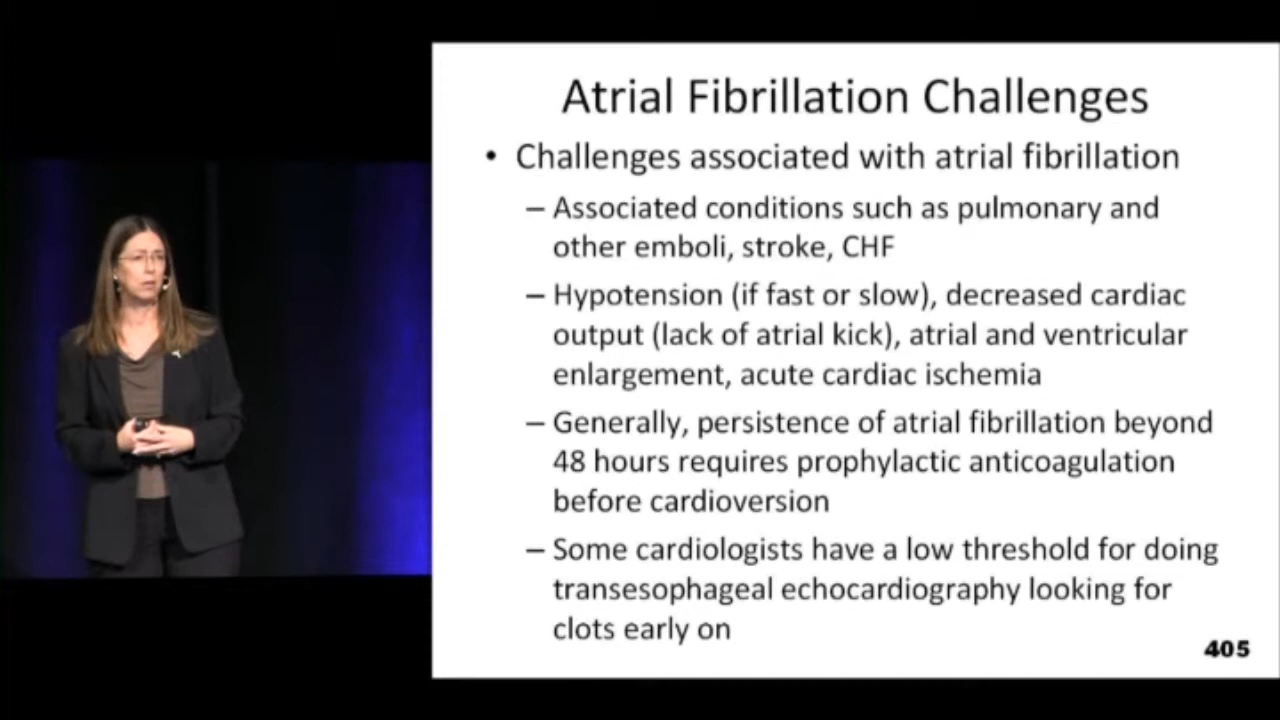 Atrial Fibrillation Challenges
• Challenges associated with atrial fibrillation
– Associated conditions such as pulmonary and
other emboli, stroke, CHF
– Hypotension (if fast or slow), decreased cardiac
output (lack of atrial kick), atrial and ventricular
enlargement, acute cardiac ischemia
– Generally, persistence of atrial fibrillation beyond
48 hours requires prophylactic anticoagulation
before cardioversion
– Some cardiologists have a low threshold for doing
transesophageal echocardiography looking for
clots early on
405